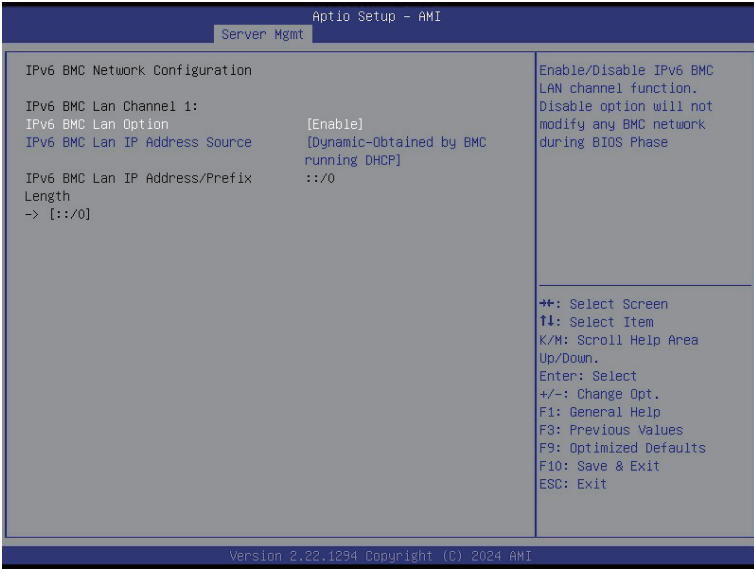 Aptio Setup – AMI
Server Mgmt
IPv6 BMC Network Configuration
IPv6 BMC Lan Channel 1:
IPv6 BMC Lan Option [Enable]
IPv6 BMC Lan IP Address Source [Dynamic-Obtained by BMC
running DHCP]
IPv6 BMC Lan IP Address/Prefix ::/0
Length
-> [::/0]
Enable/Disable IPv6 BMC
LAN channel function.
Disable option will not
modify any BMC network
during BIOS Phase
→←: Select Screen
↑↓: Select Item
K/M: Scroll Help Area
Up/Down.
Enter: Select
+/-: Change Opt.
F1: General Help
F3: Previous Values
F9: Optimized Defaults
F10: Save & Exit
ESC: Exit
Version 2.22.1294 Copyright (C) 2024 AMI